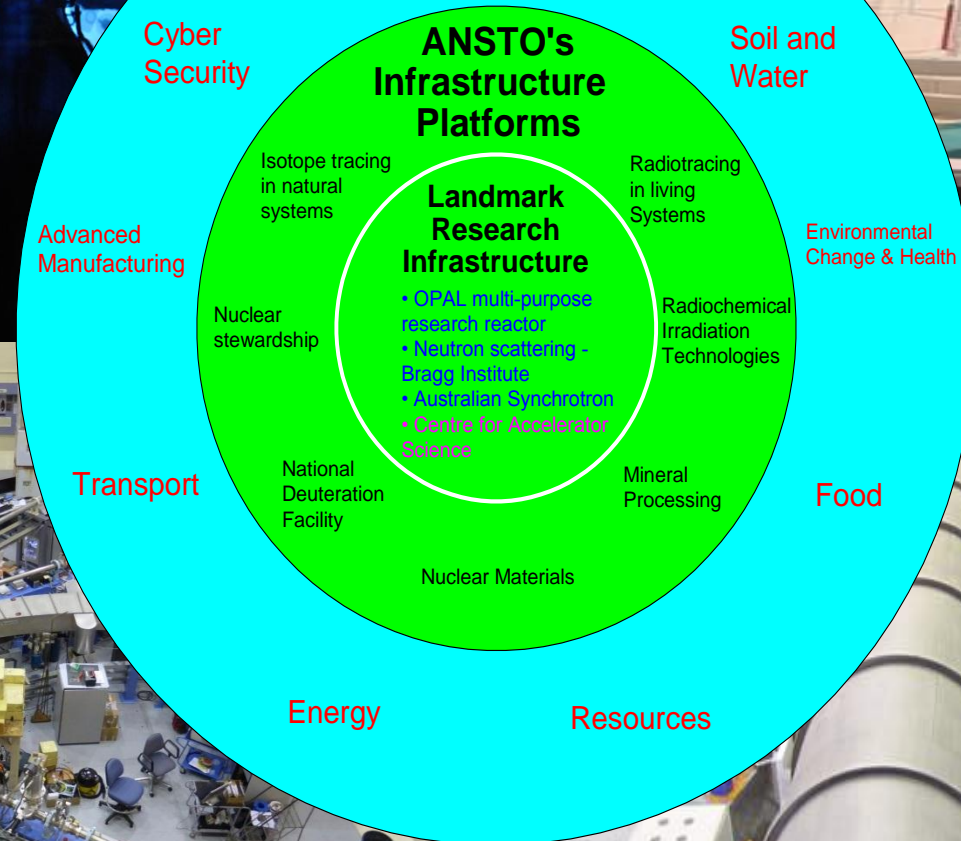 Cyber
Security
ANSTO's
Infrastructure
Platforms
Soil and
Water
Isotope tracing
in natural
systems
Radiotracing
in living
Systems
Landmark
Research
Infrastructure
Advanced
Manufacturing
Environmental
Change & Health
• OPAL multi-purpose
research reactor
• Neutron scattering -
Bragg Institute
• Australian Synchrotron
• Centre for Accelerator
Science
Nuclear
stewardship
Radiochemical
Irradiation
Technologies
Transport
National
Deuteration
Facility
Mineral
Processing
Food
Nuclear Materials
Energy
Resources